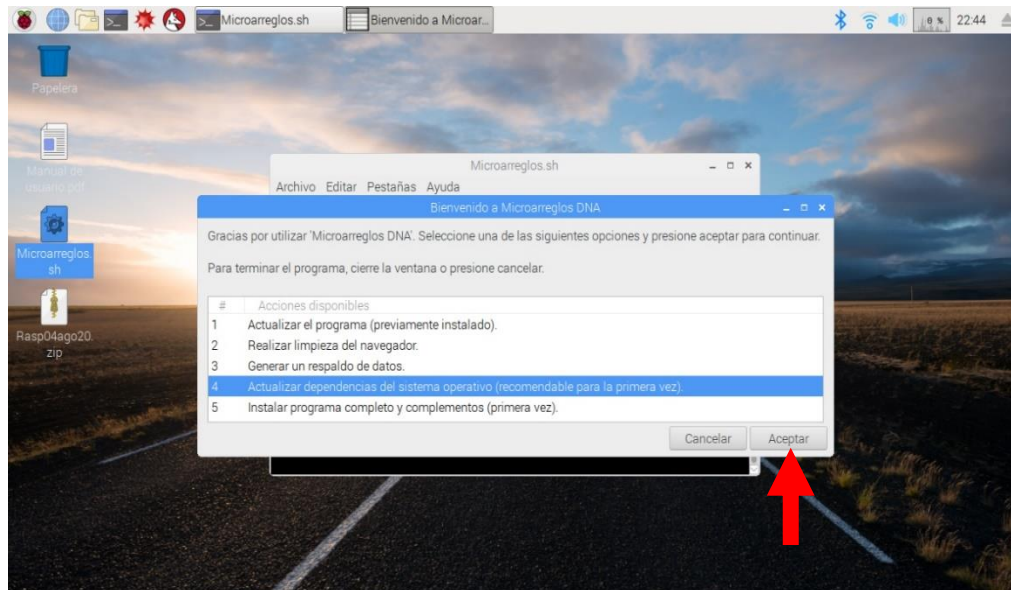 Microarreglos.sh
Bienvenido a Microar...
0 %
22:44
Papelera
Manual de
usuario.pdf
Microarreglos.
sh
Rasp04ago20.
zip
Microarreglos.sh
Archivo Editar Pestañas Ayuda
Bienvenido a Microarreglos DNA
Gracias por utilizar 'Microarreglos DNA'. Seleccione una de las siguientes opciones y presione aceptar para continuar.
Para terminar el programa, cierre la ventana o presione cancelar.
# Acciones disponibles
1 Actualizar el programa (previamente instalado).
2 Realizar limpieza del navegador.
3 Generar un respaldo de datos.
4 Actualizar dependencias del sistema operativo (recomendable para la primera vez).
5 Instalar programa completo y complementos (primera vez).
Cancelar Aceptar